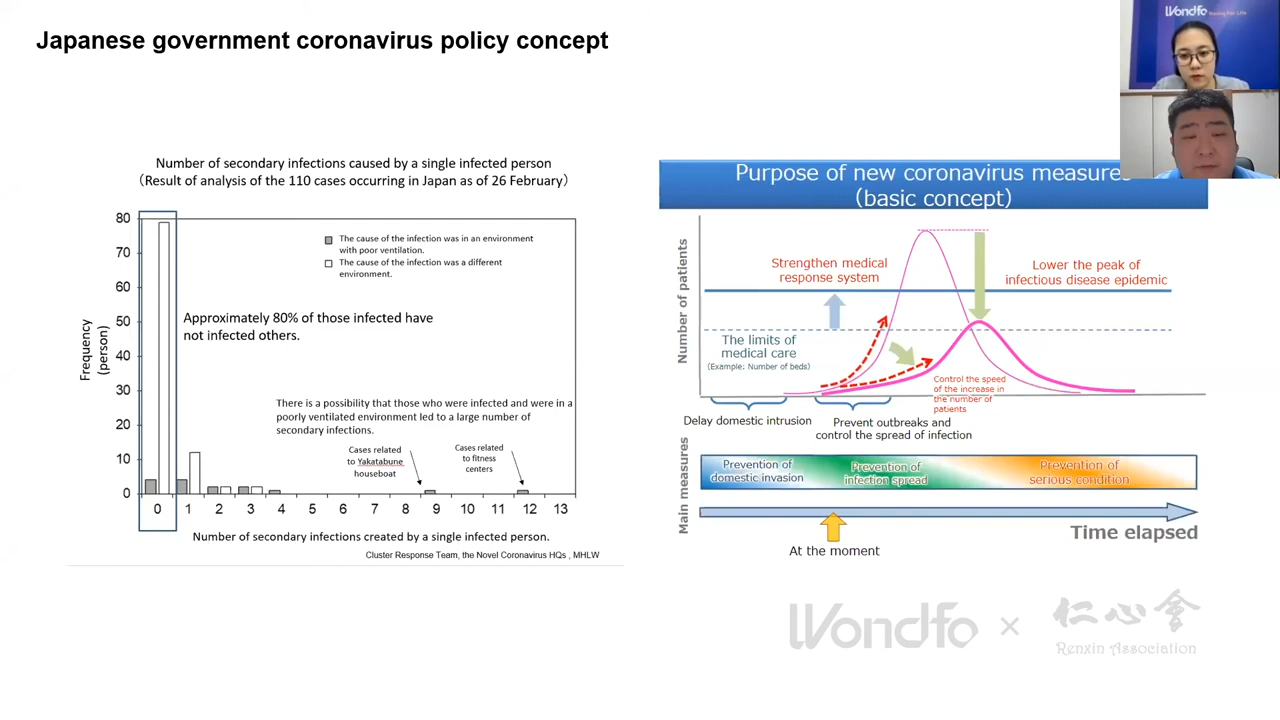 Japanese government coronavirus policy concept
Wondfo
Number of secondary infections caused by a single infected person
(Result of analysis of the 110 cases occurring in Japan as of 26 February)
80
70
60
50
40
30
20
10
0
Frequency
(person)
The cause of the infection was in an environment
with poor ventilation.
The cause of the infection was a different
environment.
Approximately 80% of those infected have
not infected others.
There is a possibility that those who were infected and were in a
poorly ventilated environment led to a large number of
secondary infections.
Cases related
to Yakatabune
houseboat
Cases related
to fitness
centers
0 1 2 3 4 5 6 7 8 9 10 11 12 13
Number of secondary infections created by a single infected person.
Cluster Response Team, the Novel Coronavirus HQs , MHLW
Purpose of new coronavirus measures
(basic concept)
Number of patients
Strengthen medical
response system
Lower the peak of
infectious disease epidemic
The limits of
medical care
(Example: Number of beds)
Control the speed
of the increase in
the number of
patients
Delay domestic intrusion
Prevent outbreaks and
control the spread of infection
Main measures
Prevention of
domestic invasion
Prevention of
infection spread
Prevention of
serious condition
Time elapsed
At the moment
Wondfo × 仁心會
Renxin Association